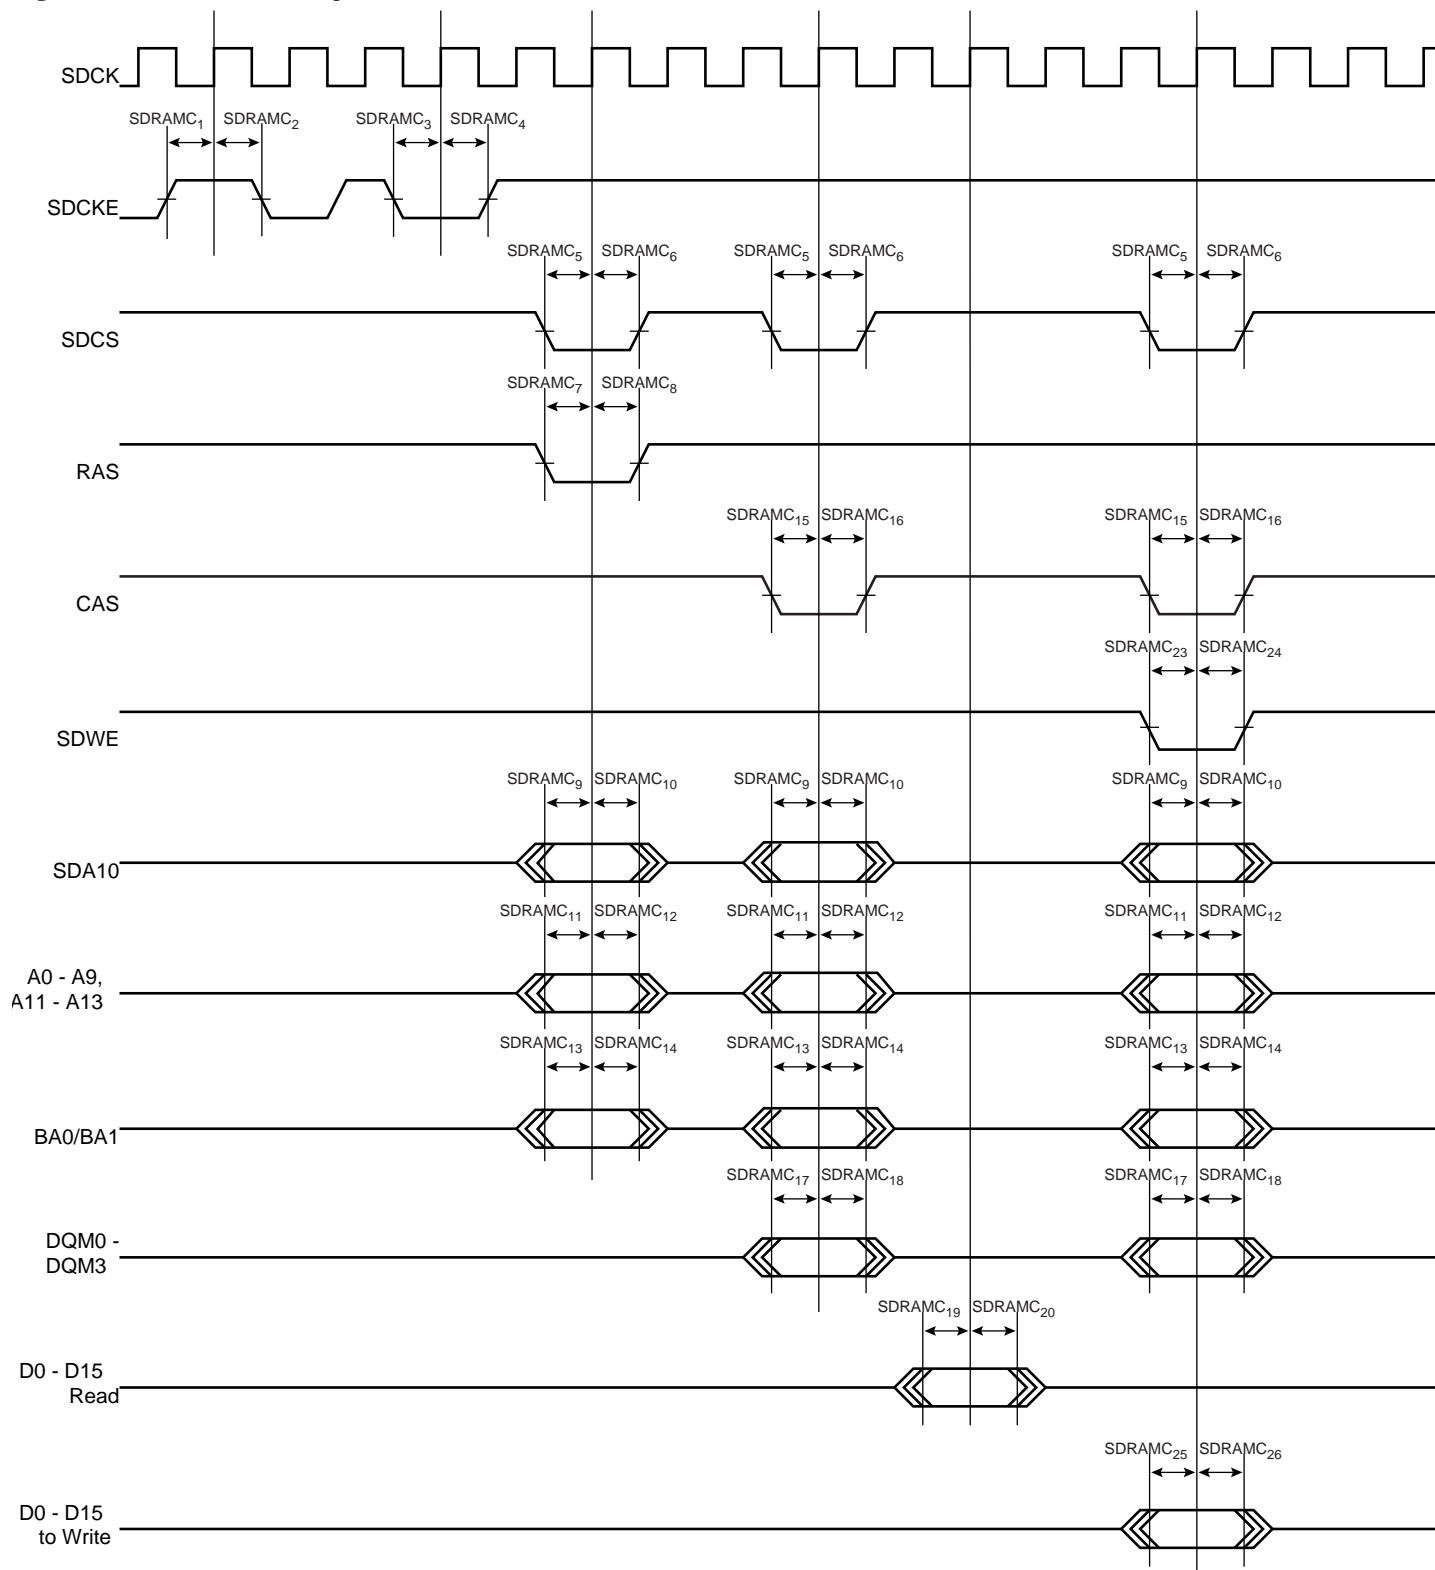 SDCK
SDRAMC1 SDRAMC2 SDRAMC3 SDRAMC4
SDCKE
SDRAMC5 SDRAMC6 SDRAMC5 SDRAMC6 SDRAMC5 SDRAMC6
SDCS
SDRAMC7 SDRAMC8
RAS
SDRAMC15 SDRAMC16 SDRAMC15 SDRAMC16
CAS
SDRAMC23 SDRAMC24
SDWE
SDRAMC9 SDRAMC10 SDRAMC9 SDRAMC10 SDRAMC9 SDRAMC10
SDA10
SDRAMC11 SDRAMC12 SDRAMC11 SDRAMC12 SDRAMC11 SDRAMC12
A0 - A9,
A11 - A13
SDRAMC13 SDRAMC14 SDRAMC13 SDRAMC14 SDRAMC13 SDRAMC14
BA0/BA1
SDRAMC17 SDRAMC18 SDRAMC17 SDRAMC18
DQM0 -
DQM3
SDRAMC19 SDRAMC20
D0 - D15
Read
SDRAMC25 SDRAMC26
D0 - D15
to Write